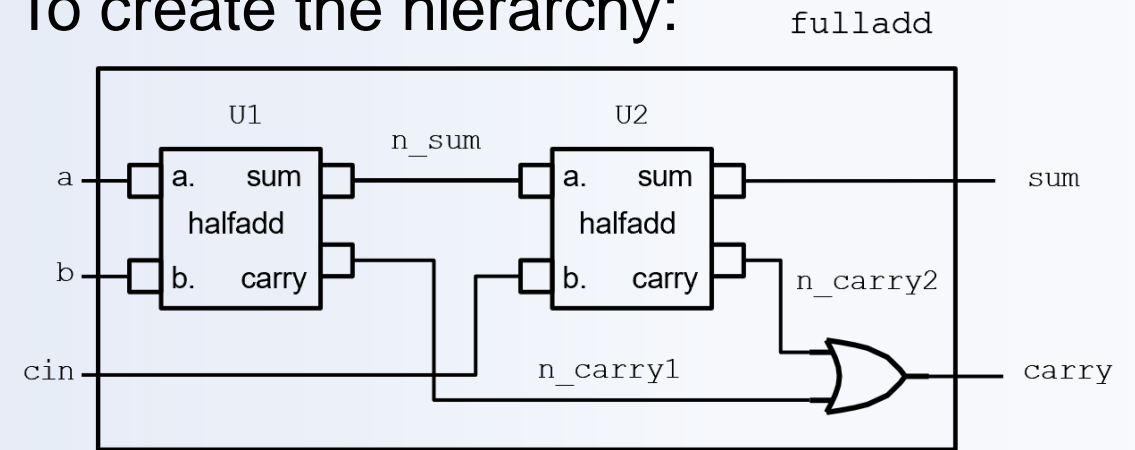 To create the hierarchy:
fulladd
U1
U2
n_sum
a
a. sum
a. sum
sum
halfadd
halfadd
b
b. carry
b. carry
n_carry2
cin
n_carry1
carry